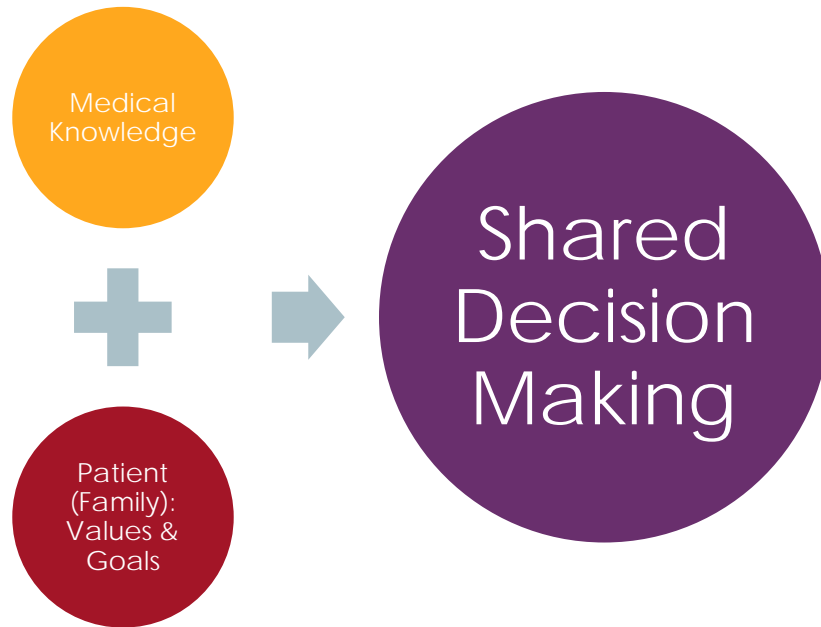 Medical
Knowledge
Patient
(Family):
Values &
Goals
Shared
Decision
Making